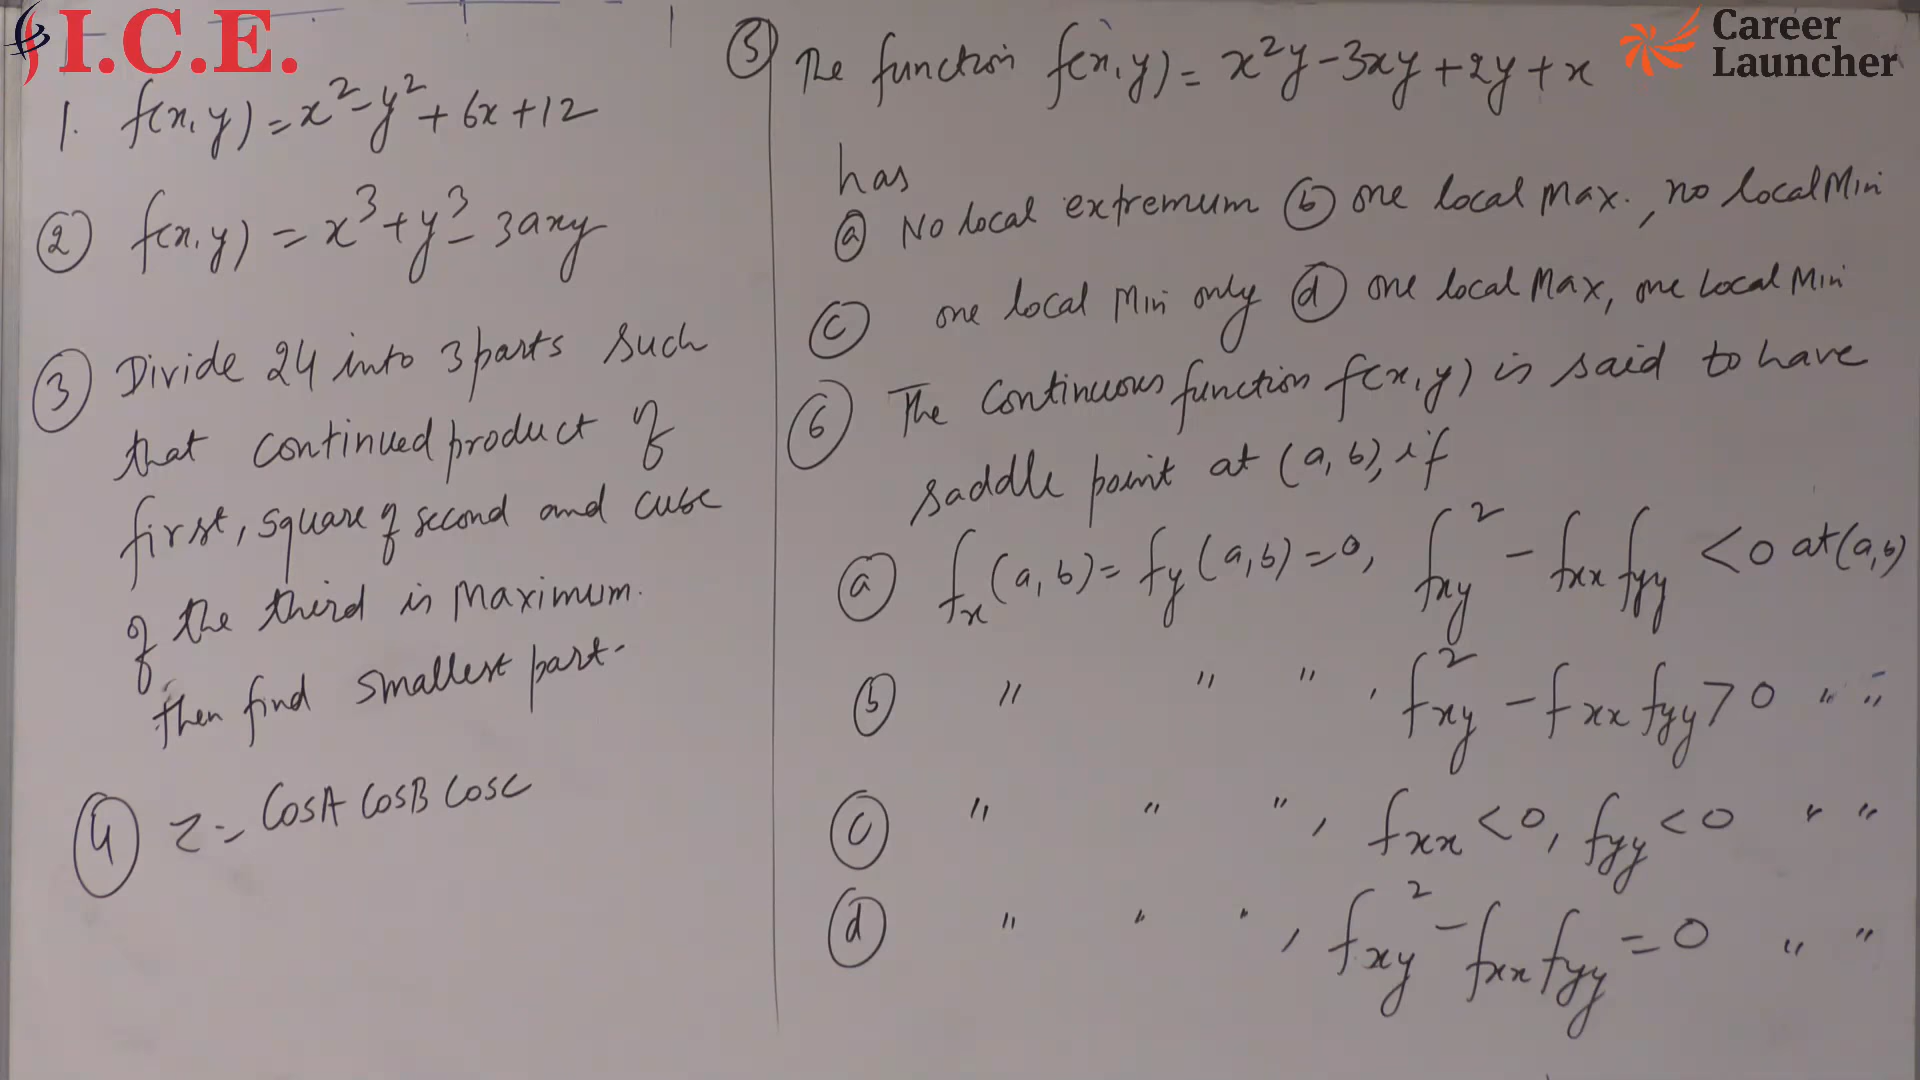 I.C.E.
Career
Launcher
1. f(x,y) = x² - y² + 6x + 12
② f(x,y) = x³ + y³ - 3axy
③ Divide 24 into 3 parts such
that continued product of
first, square of second and cube
of the third is Maximum.
then find smallest part.
④ z = CosA CosB CosC
⑤ The function f(x,y) = x²y - 3xy + 2y + x
has
ⓐ No local extremum ⓑ one local Max., no local Min
ⓒ one local Min only ⓓ one local Max, one Local Min
⑥ The Continuous function f(x,y) is said to have
saddle point at (a,b), if
ⓐ fx(a,b) = fy(a,b) = 0, fxy² - fxx fyy < 0 at (a,b)
ⓑ " " " , fxy² - fxx fyy > 0 " "
ⓒ " " " , fxx < 0, fyy < 0 " "
ⓓ " " " , fxy² - fxx fyy = 0 " "